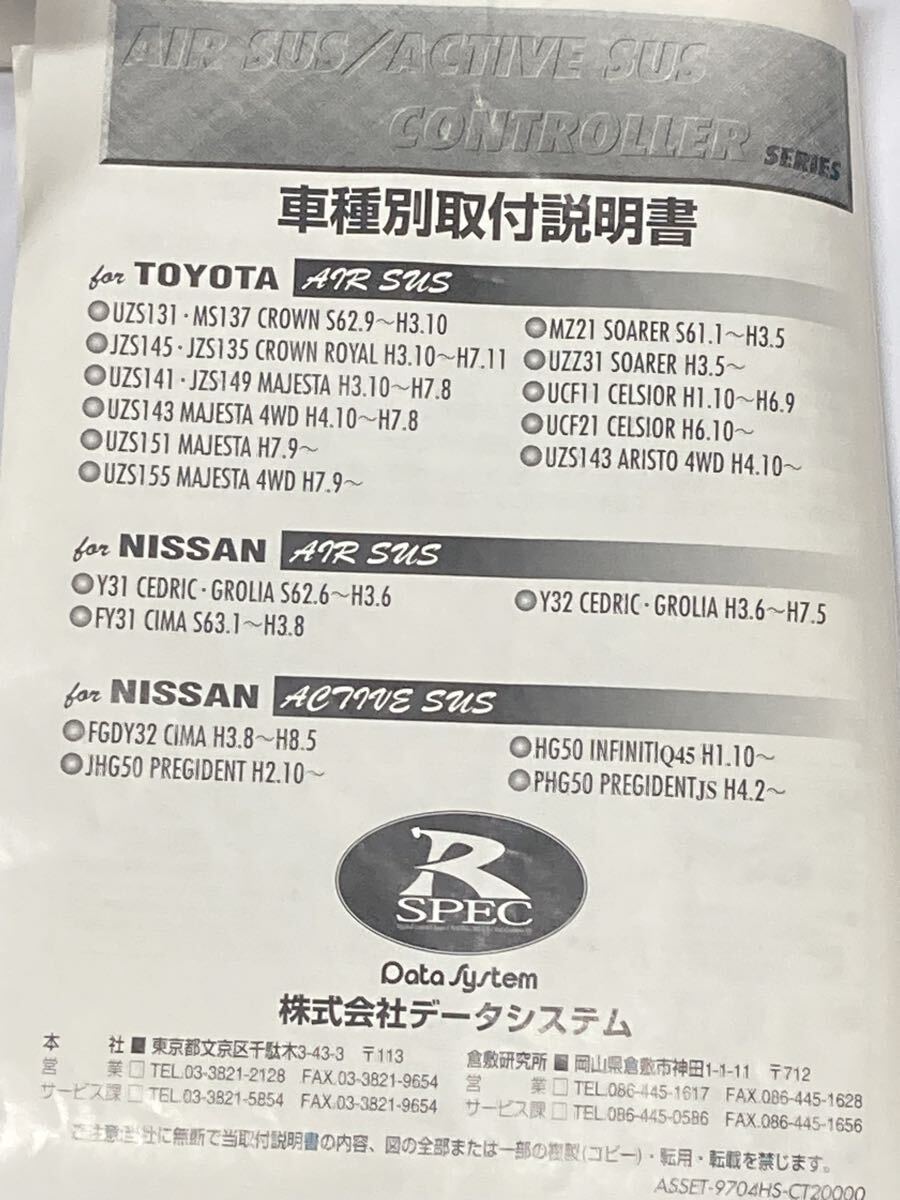 AIR SUS/ACTIVE SUS
CONTROLLER SERIES
車種別取付説明書
for TOYOTA AIR SUS
UZS131・MS137 CROWN S62.9～H3.10
JZS145・JZS135 CROWN ROYAL H3.10～H7.11
UZS141・JZS149 MAJESTA H3.10～H7.8
UZS143 MAJESTA 4WD H4.10～H7.8
UZS151 MAJESTA H7.9～
UZS155 MAJESTA 4WD H7.9～
MZ21 SOARER S61.1～H3.5
UZZ31 SOARER H3.5～
UCF11 CELSIOR H1.10～H6.9
UCF21 CELSIOR H6.10～
UZS143 ARISTO 4WD H4.10～
for NISSAN AIR SUS
Y31 CEDRIC・GROLIA S62.6～H3.6
FY31 CIMA S63.1～H3.8
Y32 CEDRIC・GROLIA H3.6～H7.5
for NISSAN ACTIVE SUS
FGDY32 CIMA H3.8～H8.5
JHG50 PREGIDENT H2.10～
HG50 INFINITIQ45 H1.10～
PHG50 PREGIDENTJS H4.2～
R
SPEC
Data System
株式会社データシステム
本社■東京都文京区千駄木3-43-3 〒113
営業□TEL.03-3821-2128 FAX.03-3821-9654
サービス課□TEL.03-3821-5854 FAX.03-3821-9654
倉敷研究所■岡山県倉敷市神田1-1-11 〒712
営業□TEL.086-445-1617 FAX.086-445-1628
サービス課□TEL.086-445-0586 FAX.086-445-1656
ご注意:当社に無断で当取付説明書の内容、図の全部または一部の複製(コピー)・転用・転載を禁じます。
ASSET-9704HS-CT20000